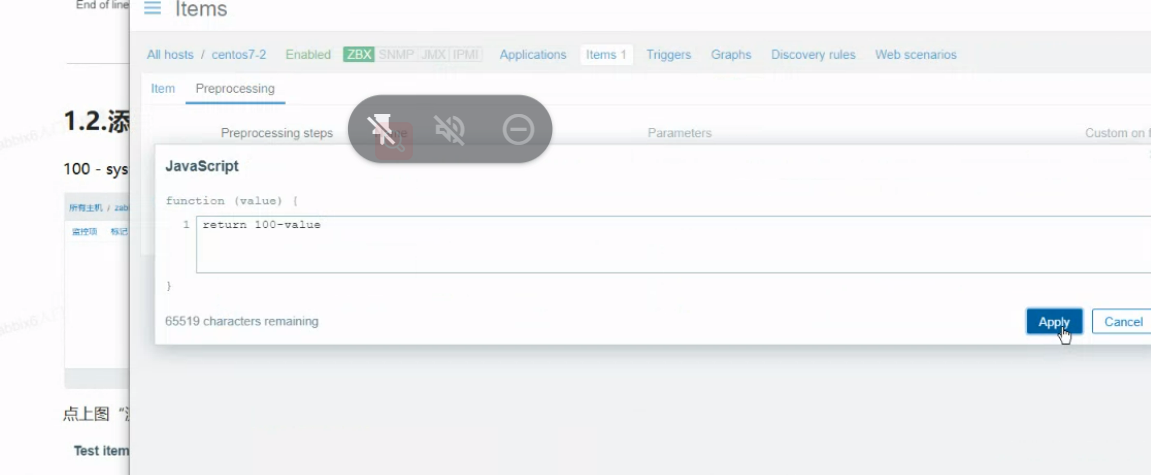 End of line
Items
All hosts / centos7-2 Enabled ZBX SNMP JMX IPMI Applications Items 1 Triggers Graphs Discovery rules Web scenarios
Item Preprocessing
1.2.添
Preprocessing steps Parameters Custom on f
100 - sys
JavaScript
所有主机 / zab
function (value) {
监控项 标记
1 return 100-value
}
65519 characters remaining
Apply Cancel
点上图“
Test item